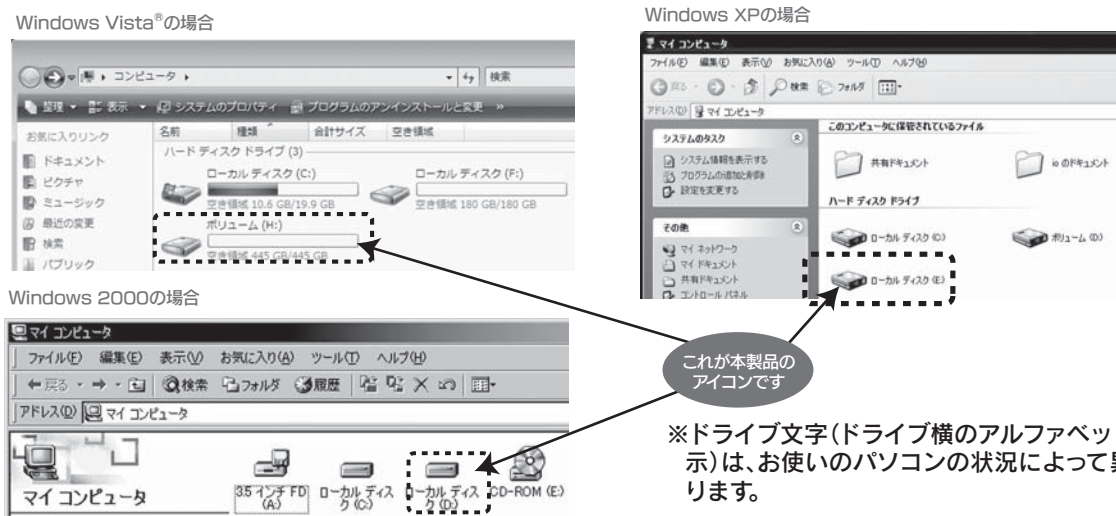 Windows Vista®の場合
コンピュータ
検索
整理 表示 システムのプロパティ プログラムのアンインストールと変更 »
お気に入りリンク
ドキュメント
ピクチャ
ミュージック
最近の変更
検索
パブリック
名前 種類 合計サイズ 空き領域
ハード ディスク ドライブ (3)
ローカル ディスク (C:)
空き領域 10.6 GB/19.9 GB
ローカル ディスク (F:)
空き領域 180 GB/180 GB
ボリューム (H:)
空き領域 445 GB/445 GB
Windows XPの場合
マイ コンピュータ
ファイル(F) 編集(E) 表示(V) お気に入り(A) ツール(T) ヘルプ(H)
戻る 検索 フォルダ
アドレス(D) マイ コンピュータ
システムのタスク
システム情報を表示する
プログラムの追加と削除
設定を変更する
その他
マイ ネットワーク
マイ ドキュメント
共有ドキュメント
コントロール パネル
このコンピュータに保管されているファイル
共有ドキュメント
io のドキュメント
ハード ディスク ドライブ
ローカル ディスク (C:)
ボリューム (D:)
ローカル ディスク (E:)
Windows 2000の場合
マイ コンピュータ
ファイル(F) 編集(E) 表示(V) お気に入り(A) ツール(T) ヘルプ(H)
戻る 検索 フォルダ 履歴
アドレス(D) マイ コンピュータ
マイ コンピュータ
3.5 インチ FD
(A:)
ローカル ディス
ク (C:)
ローカル ディス
ク (D:)
CD-ROM (E:)
これが本製品の
アイコンです
※ドライブ文字(ドライブ横のアルファベッ
示)は、お使いのパソコンの状況によって
ります。